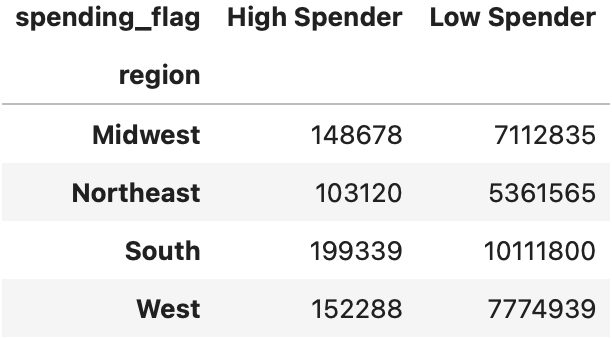 spending_flag High Spender Low Spender
region
Midwest 148678 7112835
Northeast 103120 5361565
South 199339 10111800
West 152288 7774939